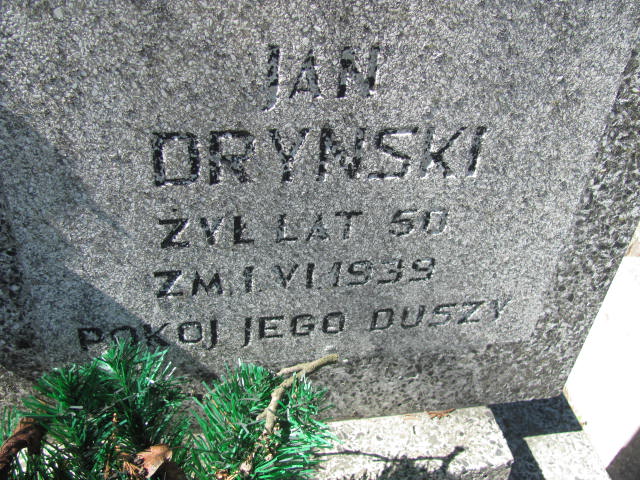 JAN
DRYNSKI
ŻYŁ LAT 50
ZM. 1. VI. 1939
POKÓJ JEGO DUSZY